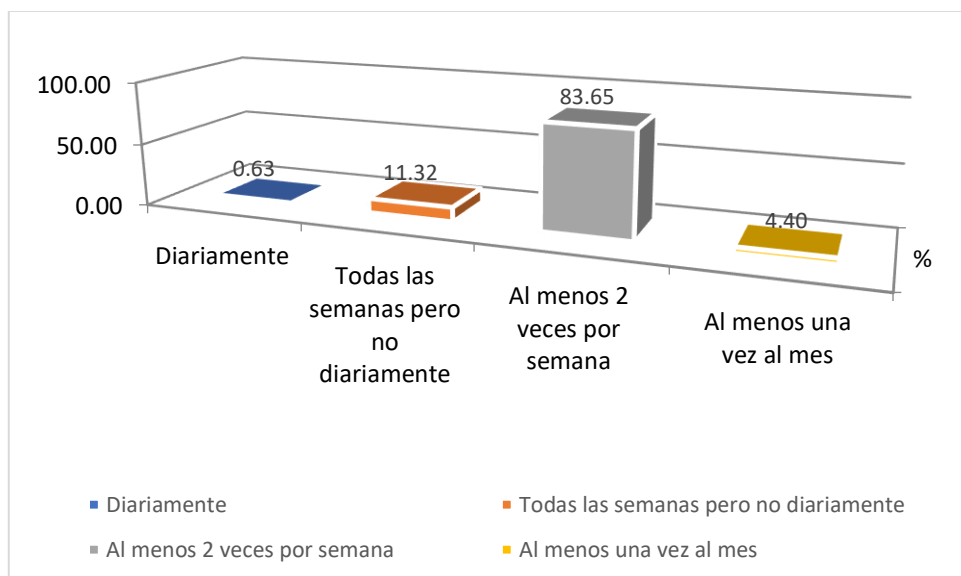 100.00
50.00
0.00
0.63
11.32
83.65
4.40
%
Diariamente
Todas las
semanas pero
no
diariamente
Al menos 2
veces por
semana
Al menos una
vez al mes
Diariamente
Todas las semanas pero no diariamente
Al menos 2 veces por semana
Al menos una vez al mes